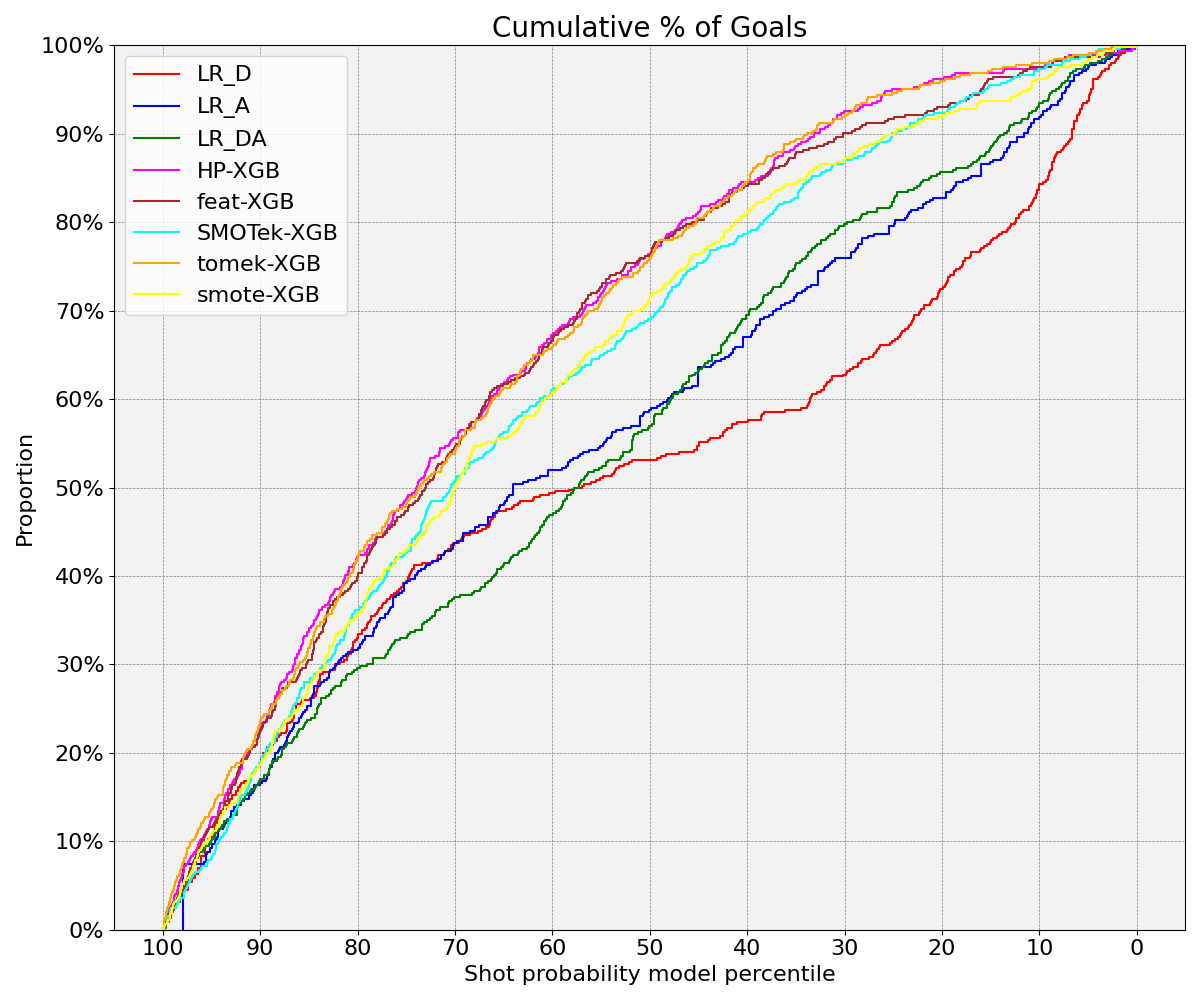 Cumulative % of Goals
100%
90%
80%
70%
60%
50%
40%
30%
20%
10%
0%
LR_D
LR_A
LR_DA
HP-XGB
feat-XGB
SMOTek-XGB
tomek-XGB
smote-XGB
Proportion
100 90 80 70 60 50 40 30 20 10 0
Shot probability model percentile